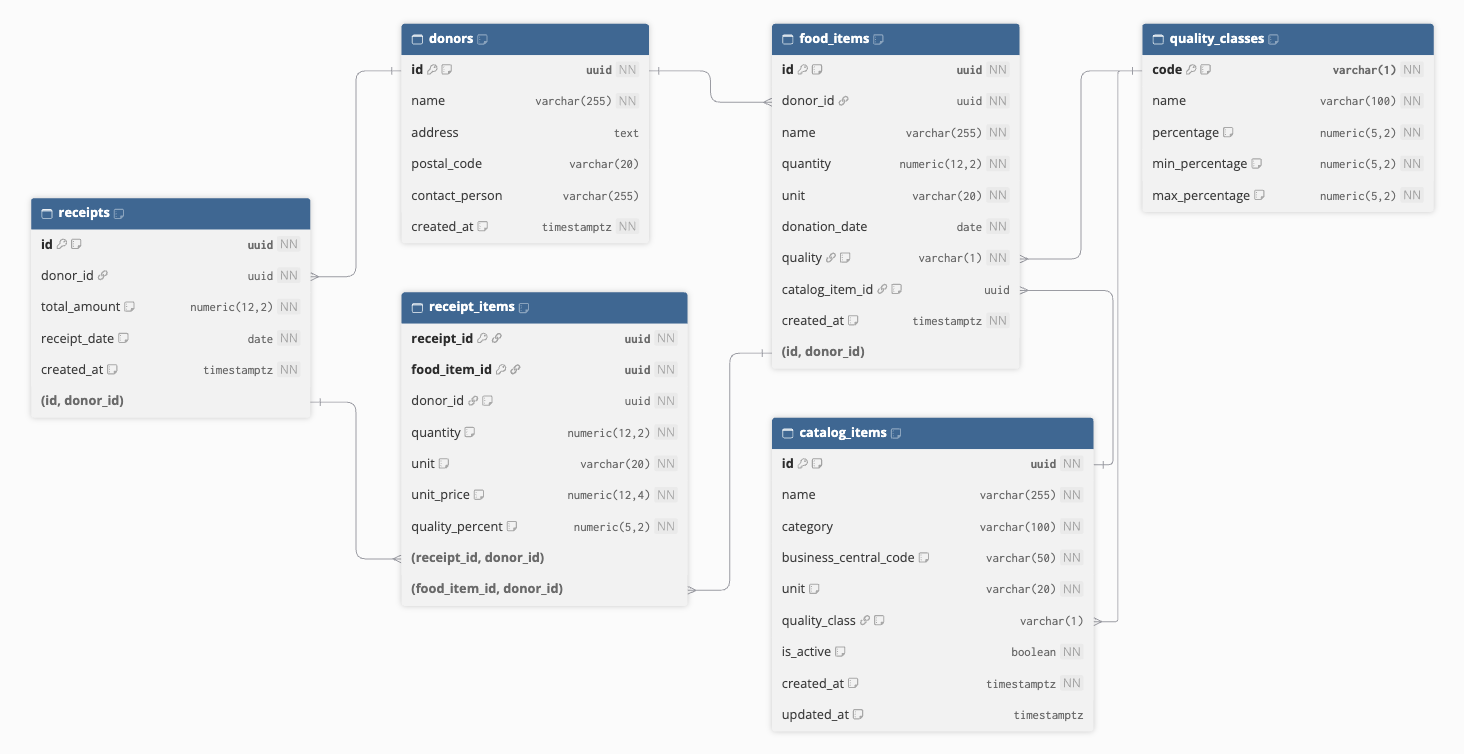 donors
id uuid NN
name varchar(255) NN
address text
postal_code varchar(20)
contact_person varchar(255)
created_at timestamptz NN
food_items
id uuid NN
donor_id uuid NN
name varchar(255) NN
quantity numeric(12,2) NN
unit varchar(20) NN
donation_date date NN
quality varchar(1) NN
catalog_item_id uuid
created_at timestamptz NN
(id, donor_id)
quality_classes
code varchar(1) NN
name varchar(100) NN
percentage numeric(5,2) NN
min_percentage numeric(5,2) NN
max_percentage numeric(5,2) NN
receipts
id uuid NN
donor_id uuid NN
total_amount numeric(12,2) NN
receipt_date date NN
created_at timestamptz NN
(id, donor_id)
receipt_items
receipt_id uuid NN
food_item_id uuid NN
donor_id uuid NN
quantity numeric(12,2) NN
unit varchar(20) NN
unit_price numeric(12,4) NN
quality_percent numeric(5,2) NN
(receipt_id, donor_id)
(food_item_id, donor_id)
catalog_items
id uuid NN
name varchar(255) NN
category varchar(100) NN
business_central_code varchar(50) NN
unit varchar(20) NN
quality_class varchar(1)
is_active boolean NN
created_at timestamptz NN
updated_at timestamptz